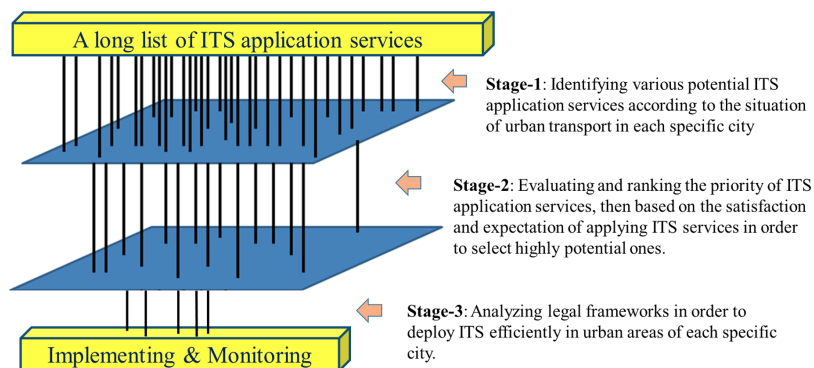 A long list of ITS application services
Stage-1: Identifying various potential ITS
application services according to the situation
of urban transport in each specific city
Stage-2: Evaluating and ranking the priority of ITS
application services, then based on the satisfaction
and expectation of applying ITS services in order
to select highly potential ones.
Stage-3: Analyzing legal frameworks in order to
deploy ITS efficiently in urban areas of each specific
city.
Implementing & Monitoring